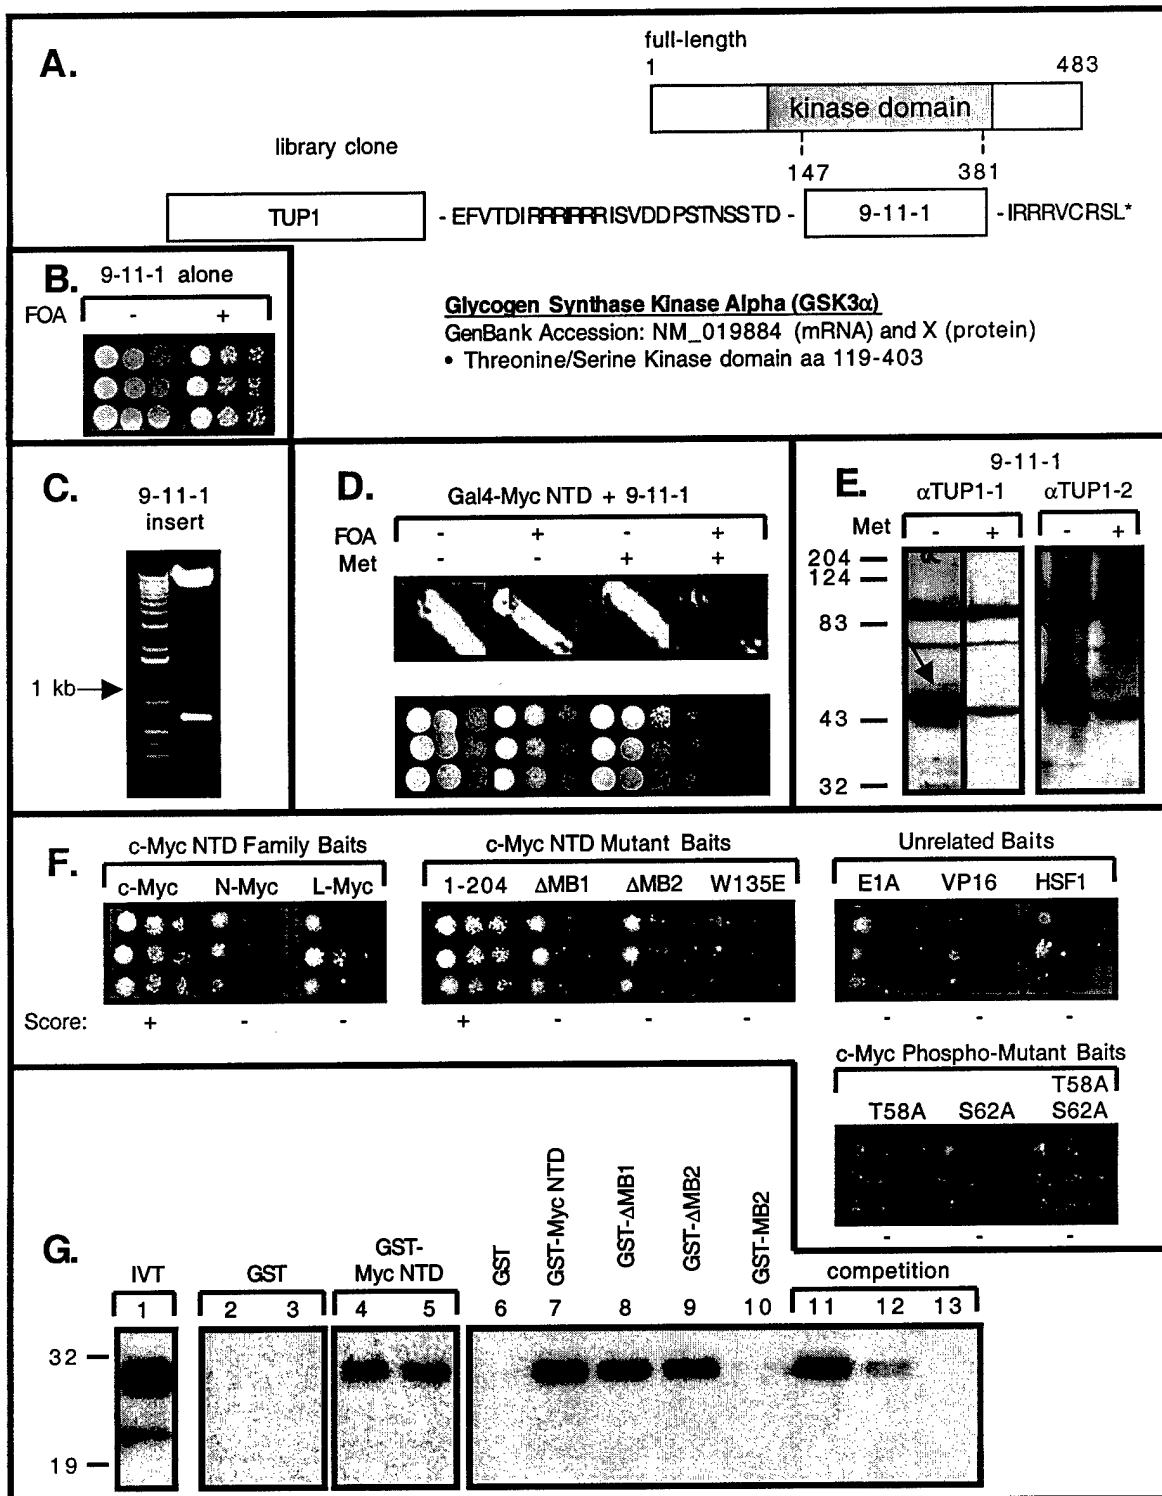 A.
full-length
1 483
kinase domain
library clone
147 381
TUP1
- EFVTDIRRRIRRRISVDDPSTNSSTD -
9-11-1
-IRRRVCRSL*
B.
9-11-1 alone
FOA - +
Glycogen Synthase Kinase Alpha (GSK3α)
GenBank Accession: NM_019884 (mRNA) and X (protein)
• Threonine/Serine Kinase domain aa 119-403
C.
9-11-1
insert
1 kb
D.
Gal4-Myc NTD + 9-11-1
FOA - + - +
Met - - + +
E.
9-11-1
αTUP1-1 αTUP1-2
Met - + - +
204
124
83
43
32
F.
c-Myc NTD Family Baits
c-Myc N-Myc L-Myc
Score: + - -
c-Myc NTD Mutant Baits
1-204 ΔMB1 ΔMB2 W135E
+ - - -
Unrelated Baits
E1A VP16 HSF1
- - -
c-Myc Phospho-Mutant Baits
T58A S62A T58A
S62A
- - -
G.
IVT
GST
GST-
Myc NTD
GST
GST-Myc NTD
GST-ΔMB1
GST-ΔMB2
GST-MB2
competition
1 2 3 4 5 6 7 8 9 10 11 12 13
32
19